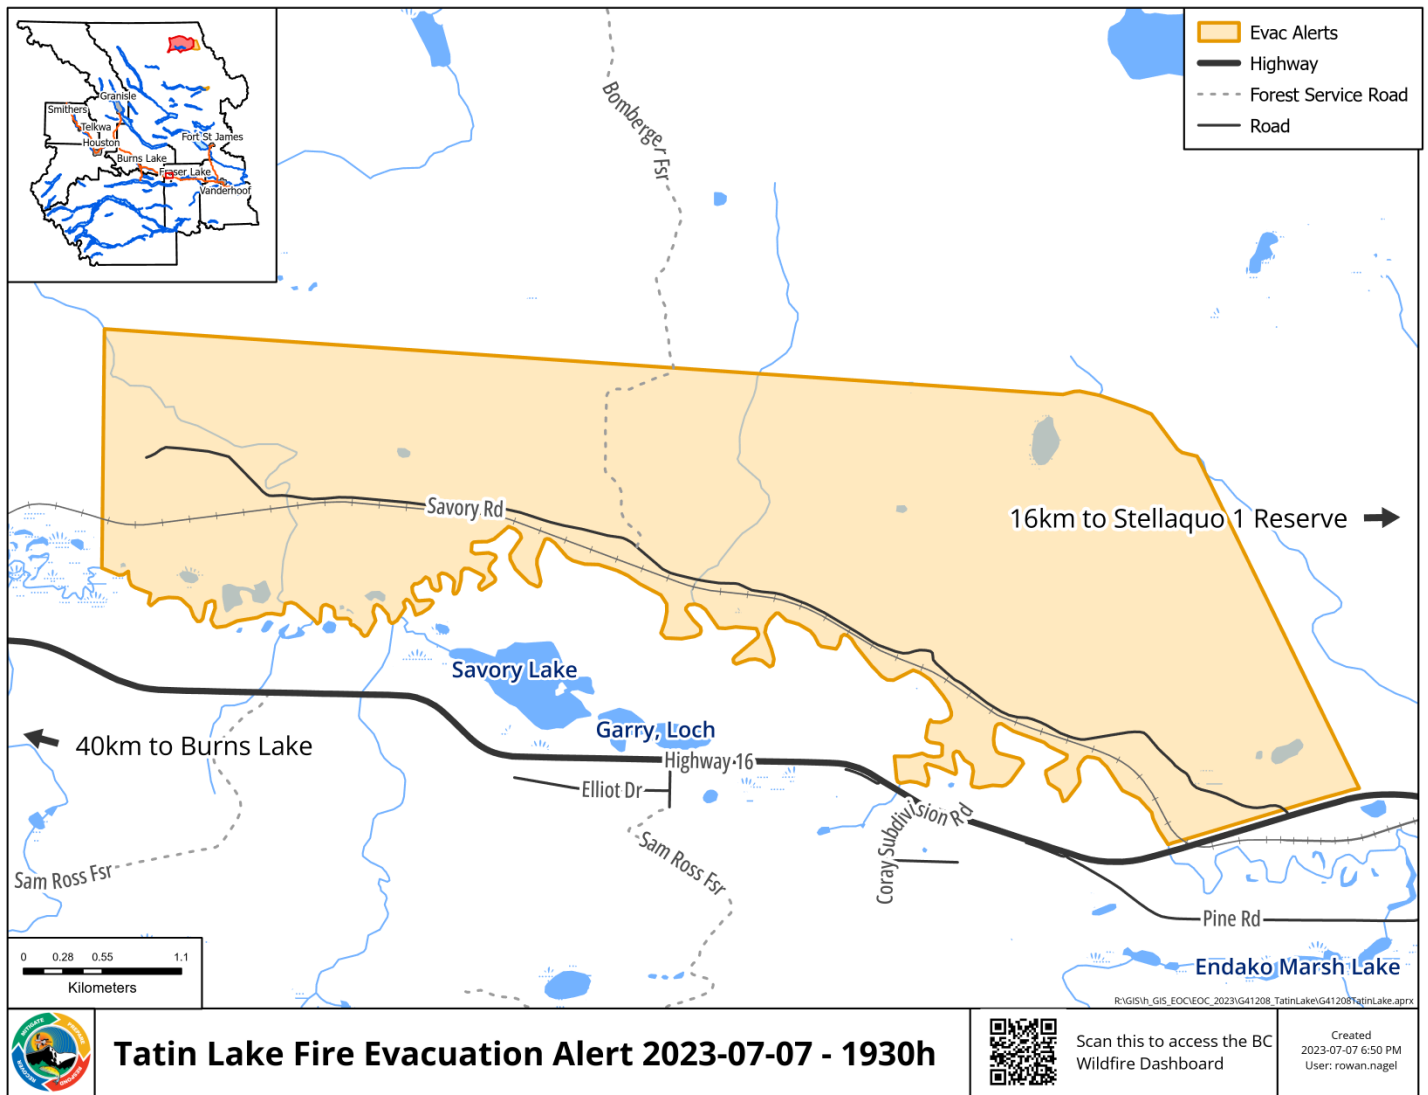 Granisle
Smithers
Telkwa
Houston
Fort St James
Burns Lake
Fraser Lake
Vanderhoof
Evac Alerts
Highway
Forest Service Road
Road
Bomberger Fsr
Savory Rd
16km to Stellaquo 1 Reserve
Savory Lake
Garry, Loch
40km to Burns Lake
Highway 16
Elliot Dr
Coray Subdivision Rd
Sam Ross Fsr
Sam Ross Fsr
Pine Rd
Endako Marsh Lake
0 0.28 0.55 1.1
Kilometers
R:\GIS\h_GIS_EOC\EOC_2023\G41208_TatinLake\G41208TatinLake.aprx
MITIGATE
PREPARE
RESPOND
RECOVER
Tatin Lake Fire Evacuation Alert 2023-07-07 - 1930h
Scan this to access the BC
Wildfire Dashboard
Created
2023-07-07 6:50 PM
User: rowan.nagel